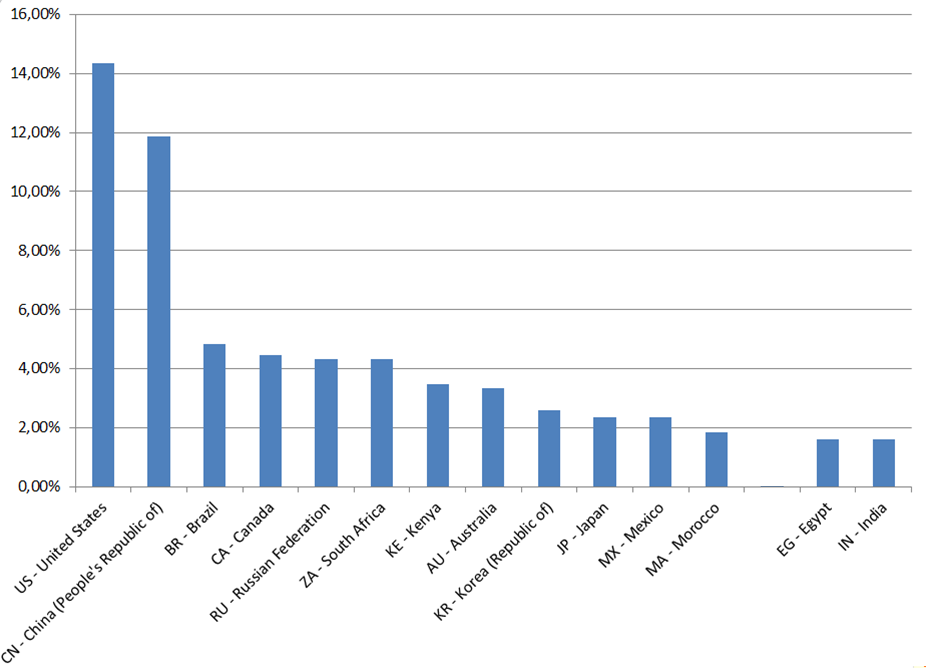 16,00%
14,00%
12,00%
10,00%
8,00%
6,00%
4,00%
2,00%
0,00%
US - United States
CN - China (People's Republic of)
BR - Brazil
CA - Canada
RU - Russian Federation
ZA - South Africa
KE - Kenya
AU - Australia
KR - Korea (Republic of)
JP - Japan
MX - Mexico
MA - Morocco
EG - Egypt
IN - India